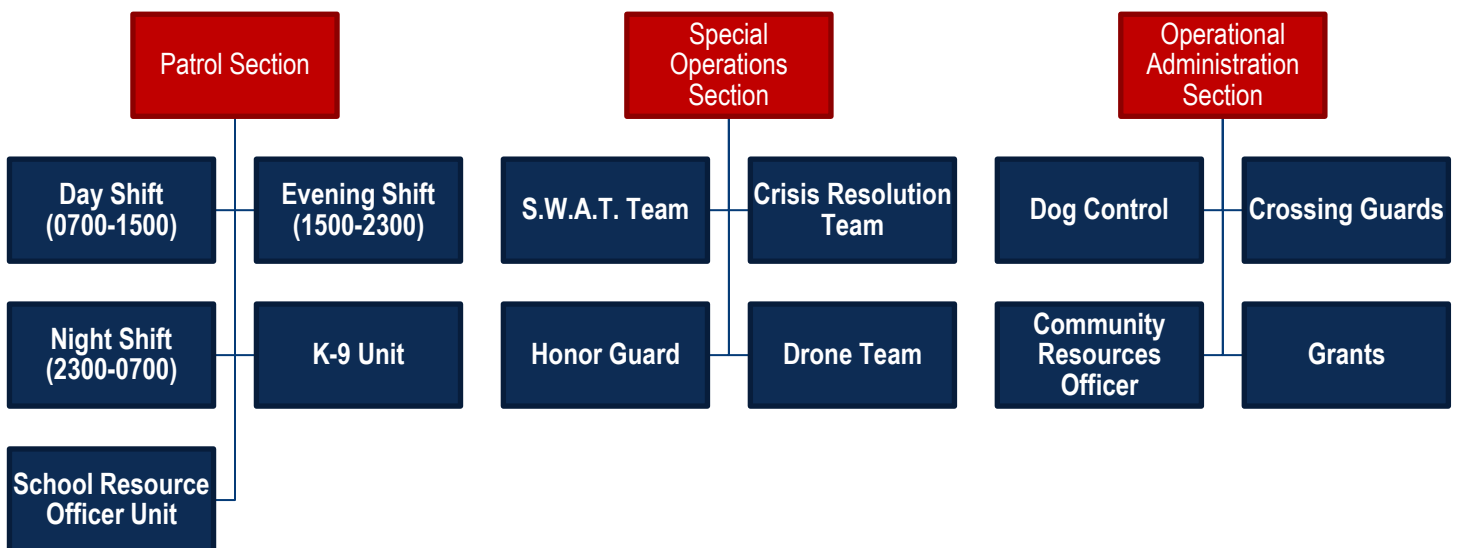 Patrol Section
Special
Operations
Section
Operational
Administration
Section
Day Shift
(0700-1500)
Evening Shift
(1500-2300)
S.W.A.T. Team
Crisis Resolution
Team
Dog Control
Crossing Guards
Night Shift
(2300-0700)
K-9 Unit
Honor Guard
Drone Team
Community
Resources
Officer
Grants
School Resource
Officer Unit